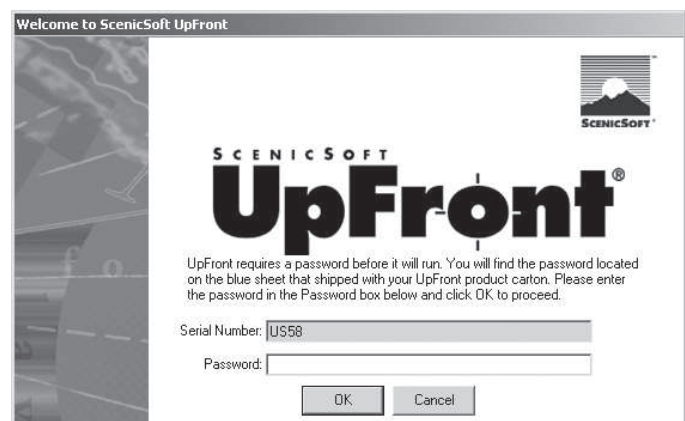 Welcome to ScenicSoft UpFront
SCENICSOFT
SCENICSOFT
UpFront®
UpFront requires a password before it will run. You will find the password located
on the blue sheet that shipped with your UpFront product carton. Please enter
the password in the Password box below and click OK to proceed.
Serial Number: US58
Password:
OK Cancel